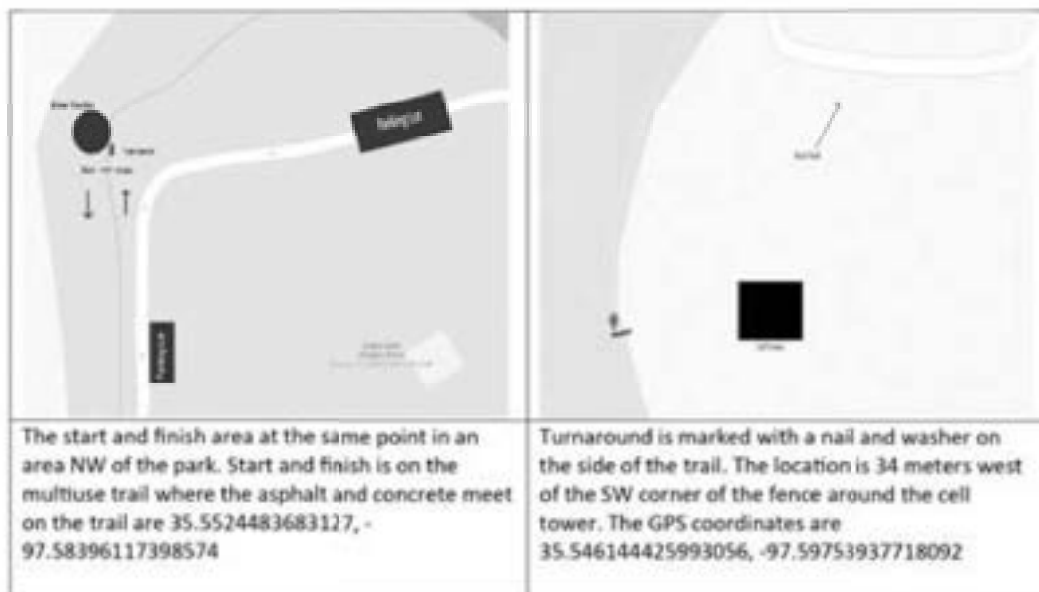 Parking Lot
Parking Lot
The start and finish area at the same point in an
area NW of the park. Start and finish is on the
multiuse trail where the asphalt and concrete meet
on the trail are 35.5524483683127, -
97.58396117398574
Turnaround is marked with a nail and washer on
the side of the trail. The location is 34 meters west
of the SW corner of the fence around the cell
tower. The GPS coordinates are
35.546144425993056, -97.59753937718092